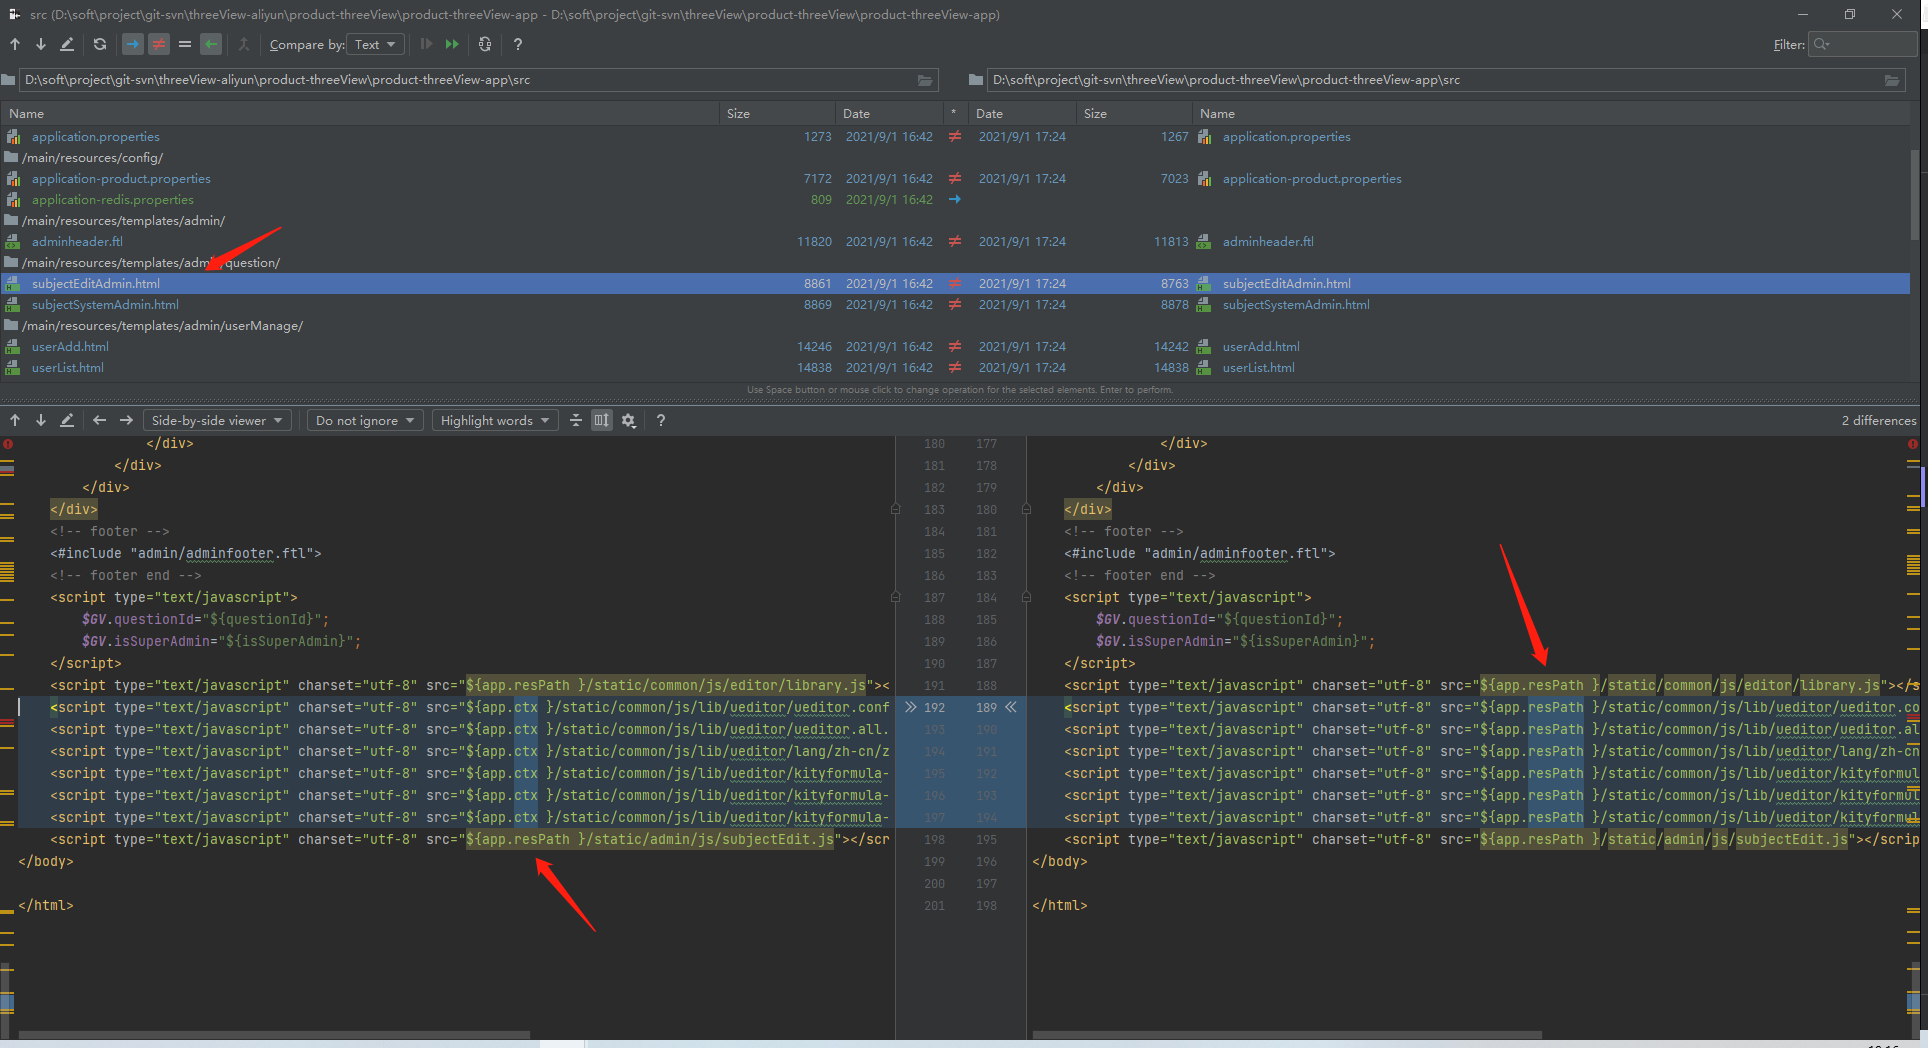 src (D:\soft\project\git-svn\threeView-aliyun\product-threeView\product-threeView-app - D:\soft\project\git-svn\threeView\product-threeView\product-threeView-app)
Compare by: Text ? Filter:
D:\soft\project\git-svn\threeView-aliyun\product-threeView\product-threeView-app\src D:\soft\project\git-svn\threeView\product-threeView\product-threeView-app\src
Name Size Date * Date Size Name
application.properties 1273 2021/9/1 16:42 ≠ 2021/9/1 17:24 1267 application.properties
/main/resources/config/
application-product.properties 7172 2021/9/1 16:42 ≠ 2021/9/1 17:24 7023 application-product.properties
application-redis.properties 809 2021/9/1 16:42 →
/main/resources/templates/admin/
adminheader.ftl 11820 2021/9/1 16:42 ≠ 2021/9/1 17:24 11813 adminheader.ftl
/main/resources/templates/admin/question/
subjectEditAdmin.html 8861 2021/9/1 16:42 ≠ 2021/9/1 17:24 8763 subjectEditAdmin.html
subjectSystemAdmin.html 8869 2021/9/1 16:42 ≠ 2021/9/1 17:24 8878 subjectSystemAdmin.html
/main/resources/templates/admin/userManage/
userAdd.html 14246 2021/9/1 16:42 ≠ 2021/9/1 17:24 14242 userAdd.html
userList.html 14838 2021/9/1 16:42 ≠ 2021/9/1 17:24 14838 userList.html
Use Space button or mouse click to change operation for the selected elements. Enter to perform.
Side-by-side viewer Do not ignore Highlight words ? 2 differences
</div> 180 177 </div>
</div> 181 178 </div>
</div> 182 179 </div>
</div> 183 180 </div>
<!-- footer --> 184 181 <!-- footer -->
<#include "admin/adminfooter.ftl"> 185 182 <#include "admin/adminfooter.ftl">
<!-- footer end --> 186 183 <!-- footer end -->
<script type="text/javascript"> 187 184 <script type="text/javascript">
$GV.questionId="${questionId}"; 188 185 $GV.questionId="${questionId}";
$GV.isSuperAdmin="${isSuperAdmin}"; 189 186 $GV.isSuperAdmin="${isSuperAdmin}";
</script> 190 187 </script>
<script type="text/javascript" charset="utf-8" src="${app.resPath }/static/common/js/editor/library.js">< 191 188 <script type="text/javascript" charset="utf-8" src="${app.resPath }/static/common/js/editor/library.js"></s
<script type="text/javascript" charset="utf-8" src="${app.ctx }/static/common/js/lib/ueditor/ueditor.conf 192 189 <script type="text/javascript" charset="utf-8" src="${app.resPath }/static/common/js/lib/ueditor/ueditor.co
<script type="text/javascript" charset="utf-8" src="${app.ctx }/static/common/js/lib/ueditor/ueditor.all. 193 190 <script type="text/javascript" charset="utf-8" src="${app.resPath }/static/common/js/lib/ueditor/ueditor.al
<script type="text/javascript" charset="utf-8" src="${app.ctx }/static/common/js/lib/ueditor/lang/zh-cn/z 194 191 <script type="text/javascript" charset="utf-8" src="${app.resPath }/static/common/js/lib/ueditor/lang/zh-cn
<script type="text/javascript" charset="utf-8" src="${app.ctx }/static/common/js/lib/ueditor/kityformula- 195 192 <script type="text/javascript" charset="utf-8" src="${app.resPath }/static/common/js/lib/ueditor/kityformul
<script type="text/javascript" charset="utf-8" src="${app.ctx }/static/common/js/lib/ueditor/kityformula- 196 193 <script type="text/javascript" charset="utf-8" src="${app.resPath }/static/common/js/lib/ueditor/kityformul
<script type="text/javascript" charset="utf-8" src="${app.ctx }/static/common/js/lib/ueditor/kityformula- 197 194 <script type="text/javascript" charset="utf-8" src="${app.resPath }/static/common/js/lib/ueditor/kityformul
<script type="text/javascript" charset="utf-8" src="${app.resPath }/static/admin/js/subjectEdit.js"></scr 198 195 <script type="text/javascript" charset="utf-8" src="${app.resPath }/static/admin/js/subjectEdit.js"></scrip
</body> 199 196 </body>
200 197
</html> 201 198 </html>